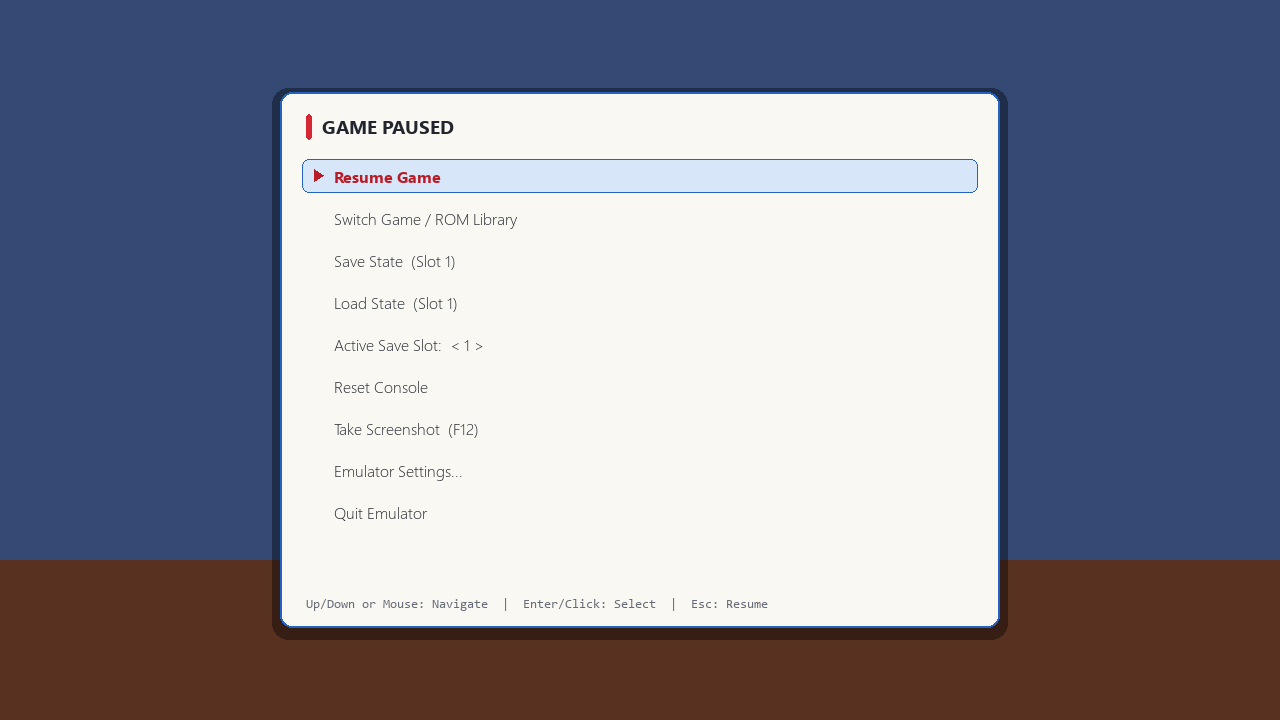 GAME PAUSED
Resume Game
Switch Game / ROM Library
Save State (Slot 1)
Load State (Slot 1)
Active Save Slot: < 1 >
Reset Console
Take Screenshot (F12)
Emulator Settings...
Quit Emulator
Up/Down or Mouse: Navigate | Enter/Click: Select | Esc: Resume